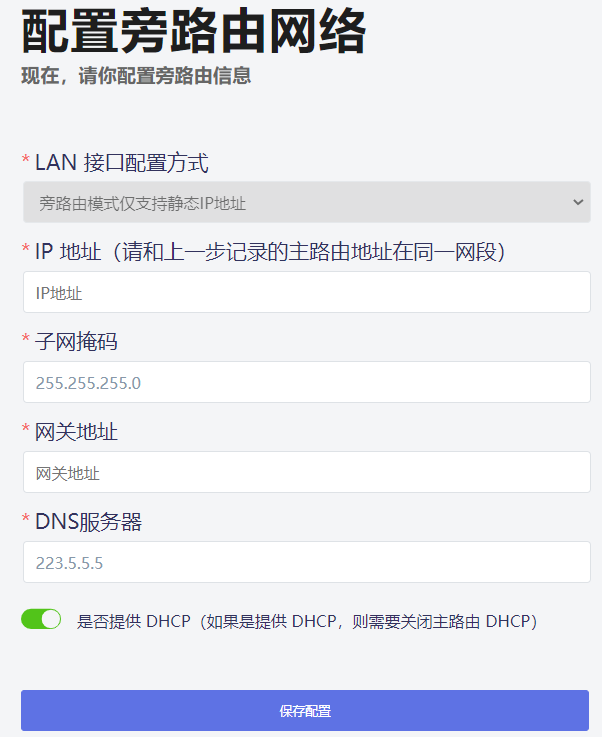 配置旁路由网络
现在，请你配置旁路由信息
* LAN 接口配置方式
旁路由模式仅支持静态IP地址
* IP 地址（请和上一步记录的主路由地址在同一网段）
IP地址
* 子网掩码
255.255.255.0
* 网关地址
网关地址
* DNS服务器
223.5.5.5
是否提供 DHCP（如果是提供 DHCP，则需要关闭主路由 DHCP）
保存配置